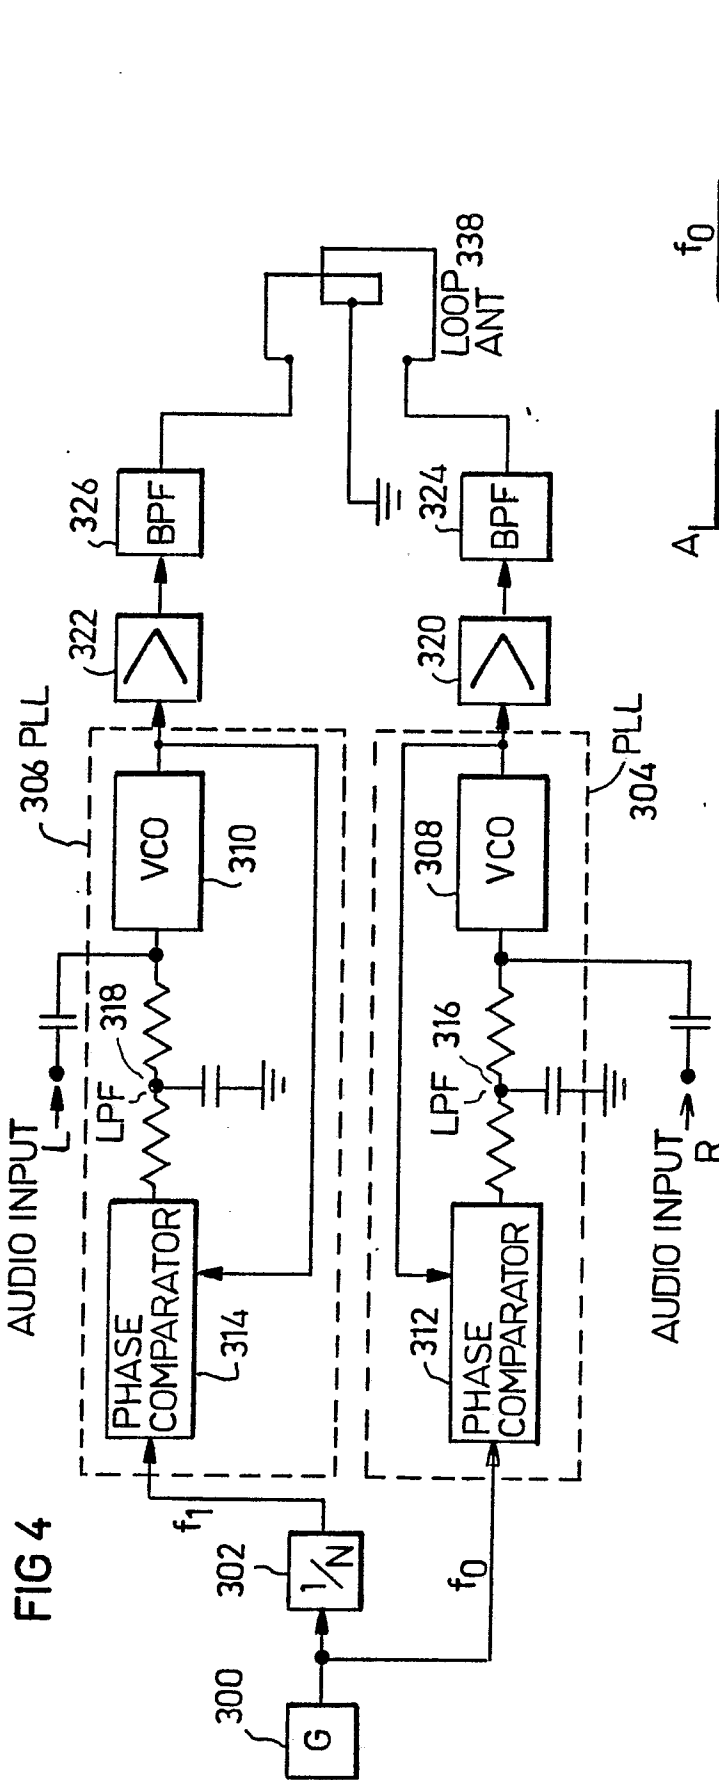 FIG 4
300
G
302
1/N
f1
f0
AUDIO INPUT
L
306 PLL
PHASE
COMPARATOR
314
LPF
318
VCO
310
322
326
BPF
LOOP
ANT
338
312
PHASE
COMPARATOR
LPF
316
308
VCO
PLL
304
320
324
BPF
AUDIO INPUT
R
A
f0